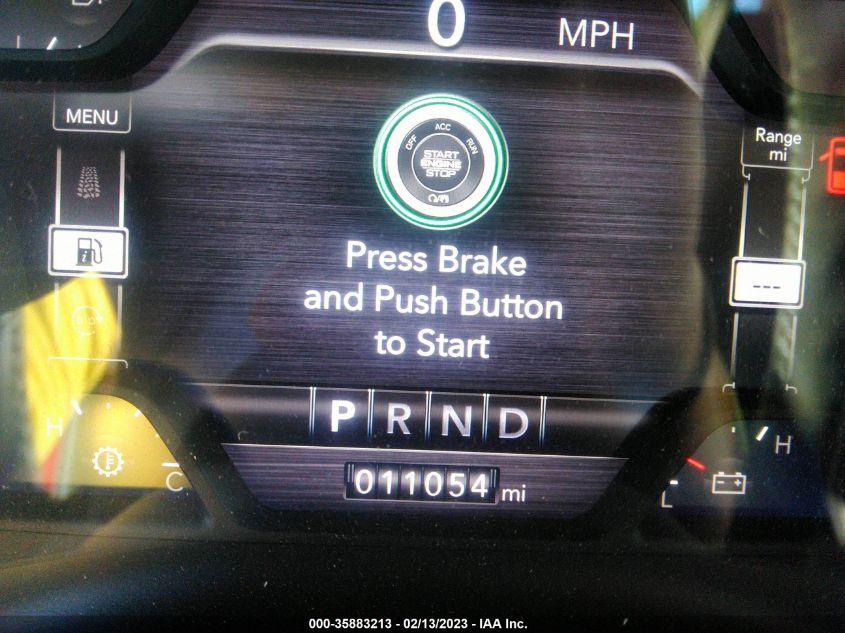 0 MPH
MENU
Range
mi
ACC
OFF
RUN
START
ENGINE
STOP
Press Brake
and Push Button
to Start
---
P R N D
H
C
H
L
011054 mi
000-35883213 - 02/13/2023 - IAA Inc.